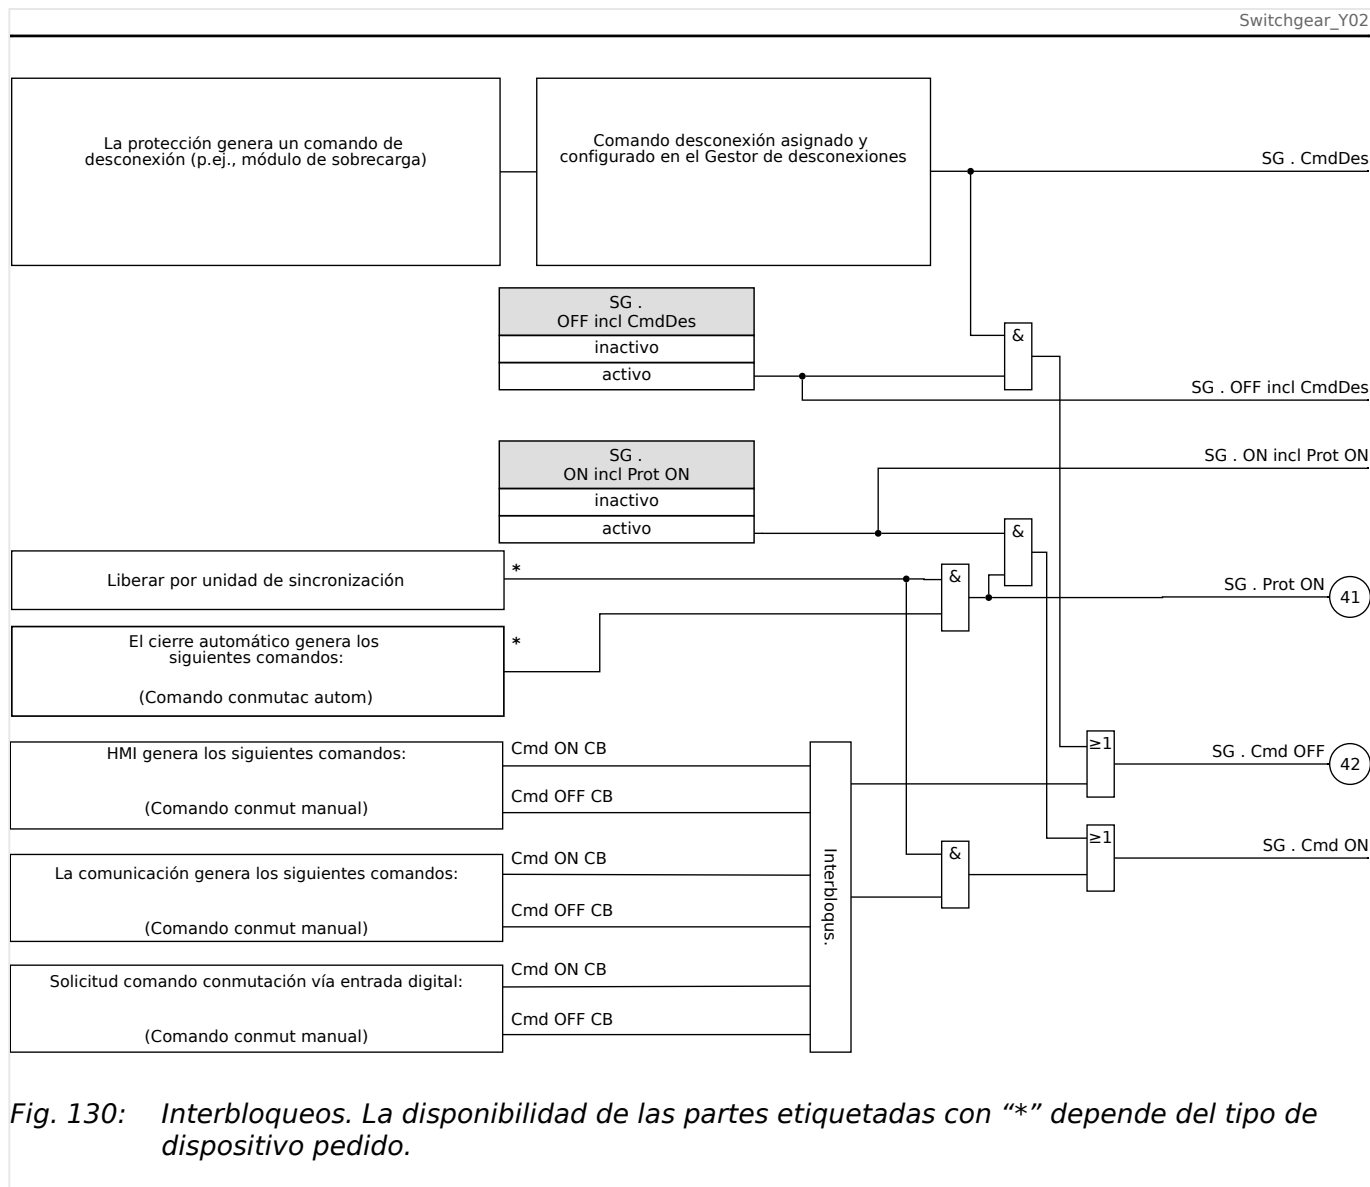 Switchgear_Y02
La protección genera un comando de
desconexión (p.ej., módulo de sobrecarga)
Comando desconexión asignado y
configurado en el Gestor de desconexiones
SG . CmdDes
SG .
OFF incl CmdDes
inactivo
activo
&
SG . OFF incl CmdDes
SG .
ON incl Prot ON
inactivo
activo
SG . ON incl Prot ON
&
Liberar por unidad de sincronización
*
&
SG . Prot ON
41
El cierre automático genera los
siguientes comandos:
(Comando conmutac autom)
*
HMI genera los siguientes comandos:
(Comando conmut manual)
Cmd ON CB
Cmd OFF CB
≥1
SG . Cmd OFF
42
La comunicación genera los siguientes comandos:
(Comando conmut manual)
Cmd ON CB
Cmd OFF CB
Interbloqus.
&
≥1
SG . Cmd ON
Solicitud comando conmutación vía entrada digital:
(Comando conmut manual)
Cmd ON CB
Cmd OFF CB
Fig. 130: Interbloqueos. La disponibilidad de las partes etiquetadas con “*” depende del tipo de
dispositivo pedido.